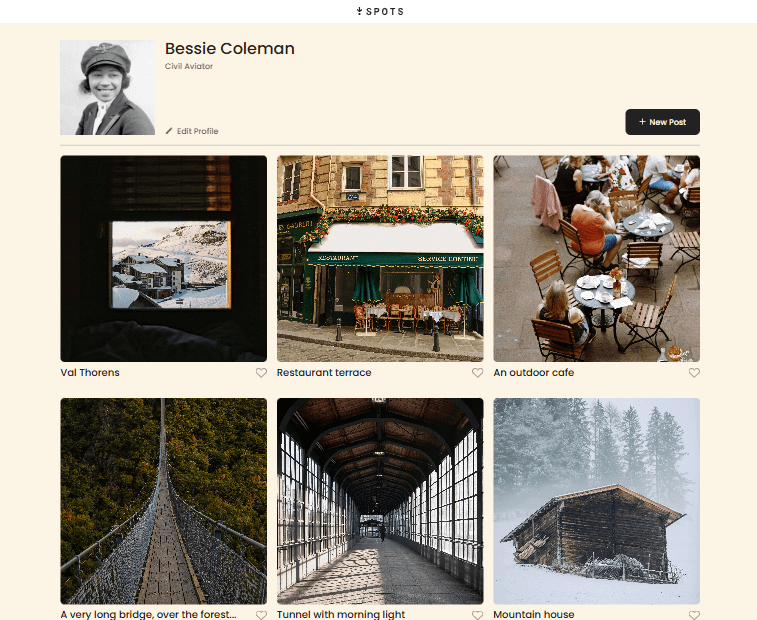 SPOTS
Bessie Coleman
Civil Aviator
Edit Profile
+ New Post
RESTAURANT
SERVICE CONTINU
Val Thorens
Restaurant terrace
An outdoor cafe
A very long bridge, over the forest...
Tunnel with morning light
Mountain house